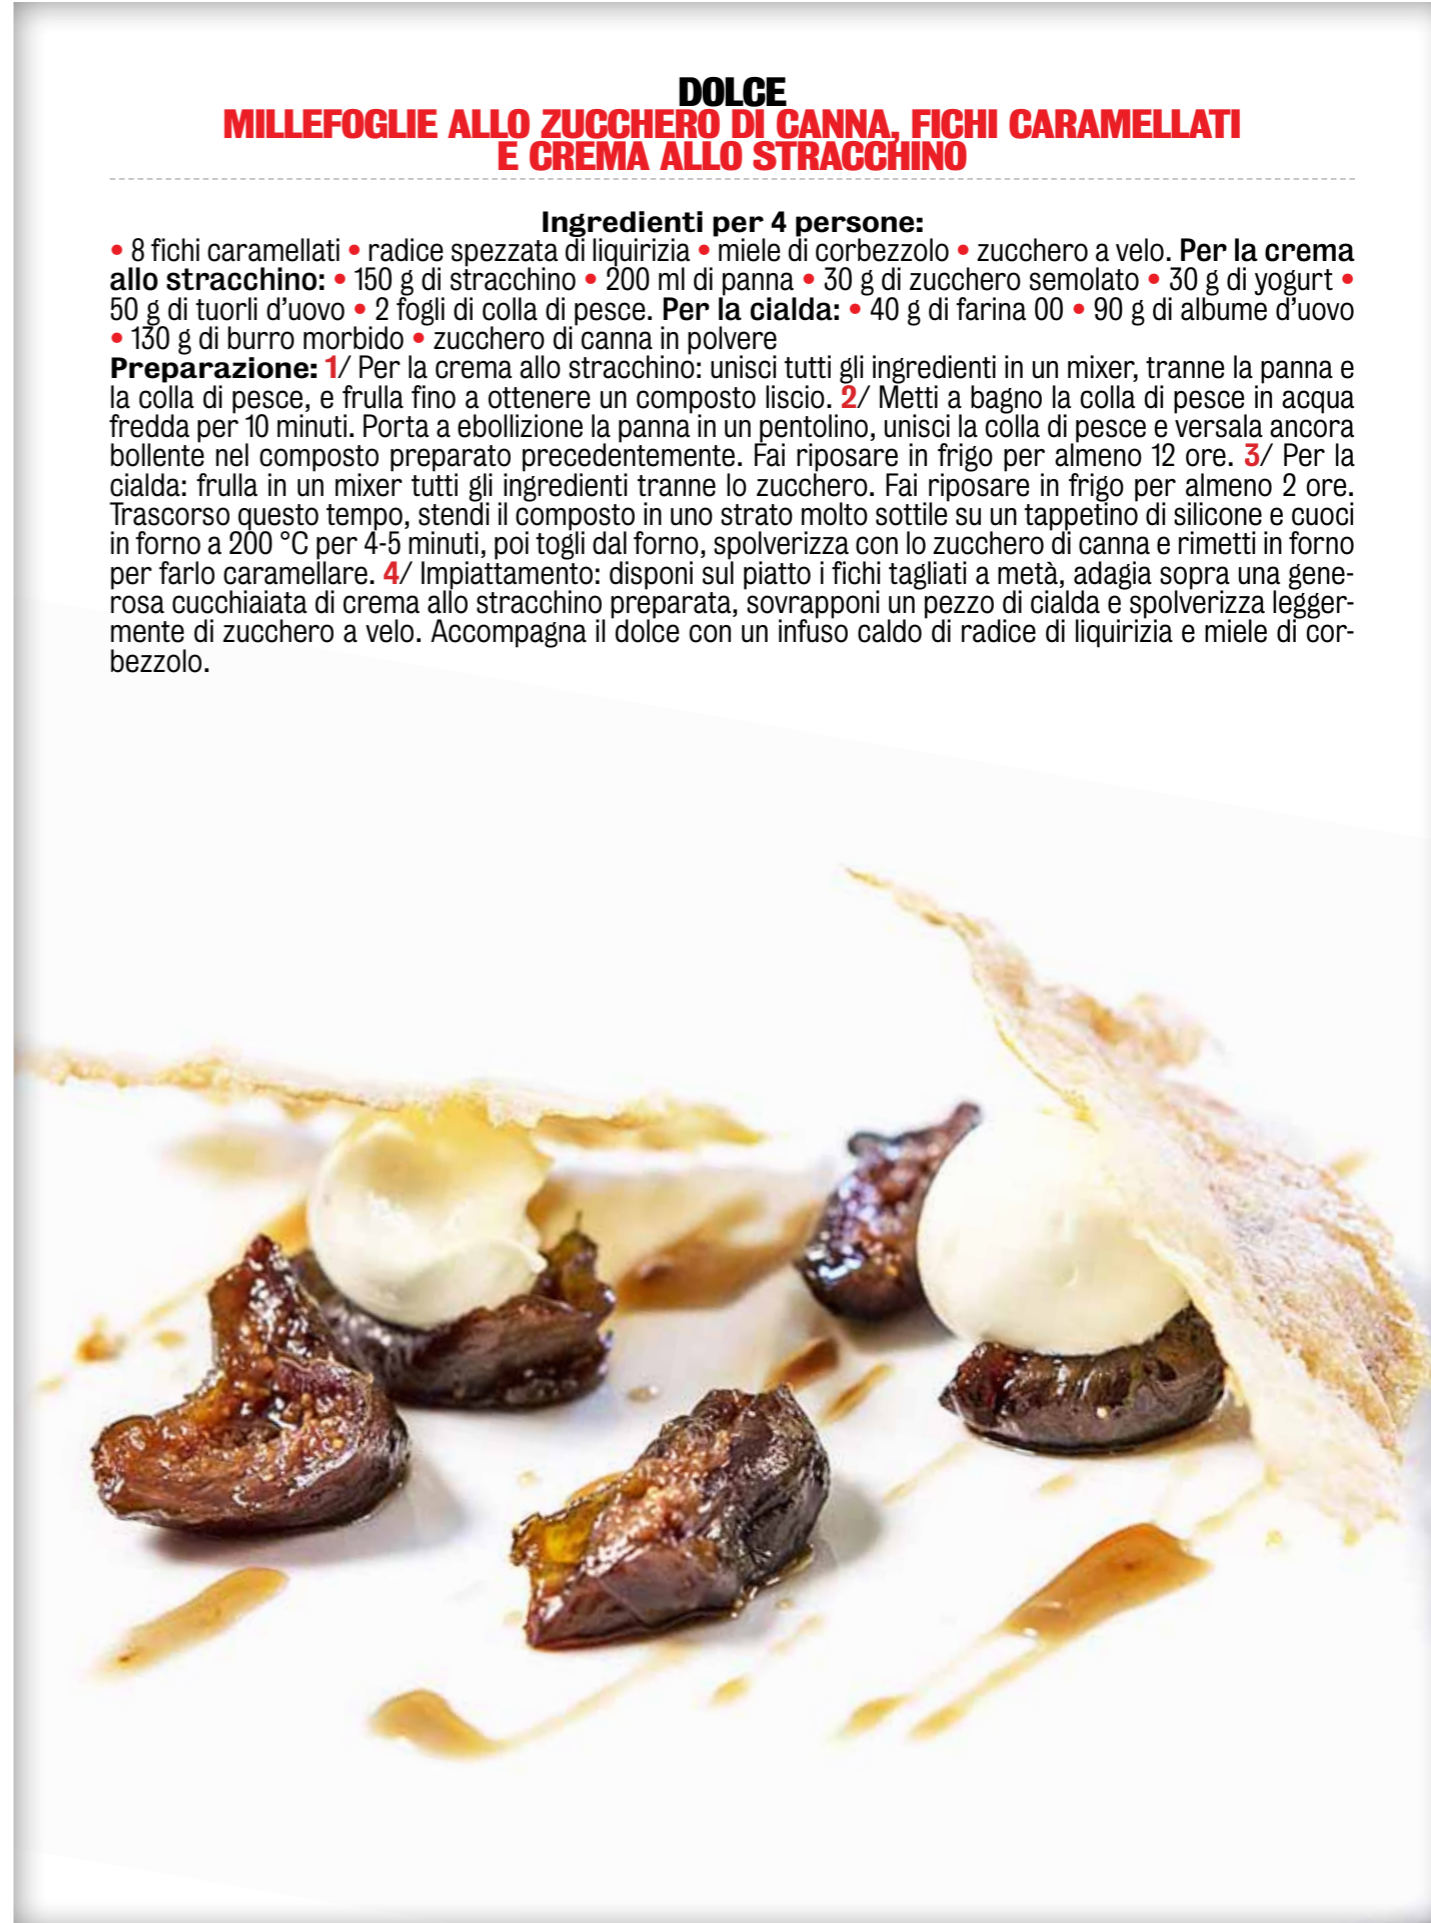 DOLCE
MILLEFOGLIE ALLO ZUCCHERO DI CANNA, FICHI CARAMELLATI
E CREMA ALLO STRACCHINO
Ingredienti per 4 persone:
• 8 fichi caramellati • radice spezzata di liquirizia • miele di corbezzolo • zucchero a velo. Per la crema
allo stracchino: • 150 g di stracchino • 200 ml di panna • 30 g di zucchero semolato • 30 g di yogurt •
50 g di tuorli d'uovo • 2 fogli di colla di pesce. Per la cialda: • 40 g di farina 00 • 90 g di albume d'uovo
• 130 g di burro morbido • zucchero di canna in polvere
Preparazione: 1/ Per la crema allo stracchino: unisci tutti gli ingredienti in un mixer, tranne la panna e
la colla di pesce, e frulla fino a ottenere un composto liscio. 2/ Metti a bagno la colla di pesce in acqua
fredda per 10 minuti. Porta a ebollizione la panna in un pentolino, unisci la colla di pesce e versala ancora
bollente nel composto preparato precedentemente. Fai riposare in frigo per almeno 12 ore. 3/ Per la
cialda: frulla in un mixer tutti gli ingredienti tranne lo zucchero. Fai riposare in frigo per almeno 2 ore.
Trascorso questo tempo, stendi il composto in uno strato molto sottile su un tappetino di silicone e cuoci
in forno a 200 °C per 4-5 minuti, poi togli dal forno, spolverizza con lo zucchero di canna e rimetti in forno
per farlo caramellare. 4/ Impiattamento: disponi sul piatto i fichi tagliati a metà, adagia sopra una gene-
rosa cucchiaiata di crema allo stracchino preparata, sovrapponi un pezzo di cialda e spolverizza legger-
mente di zucchero a velo. Accompagna il dolce con un infuso caldo di radice di liquirizia e miele di cor-
bezzolo.